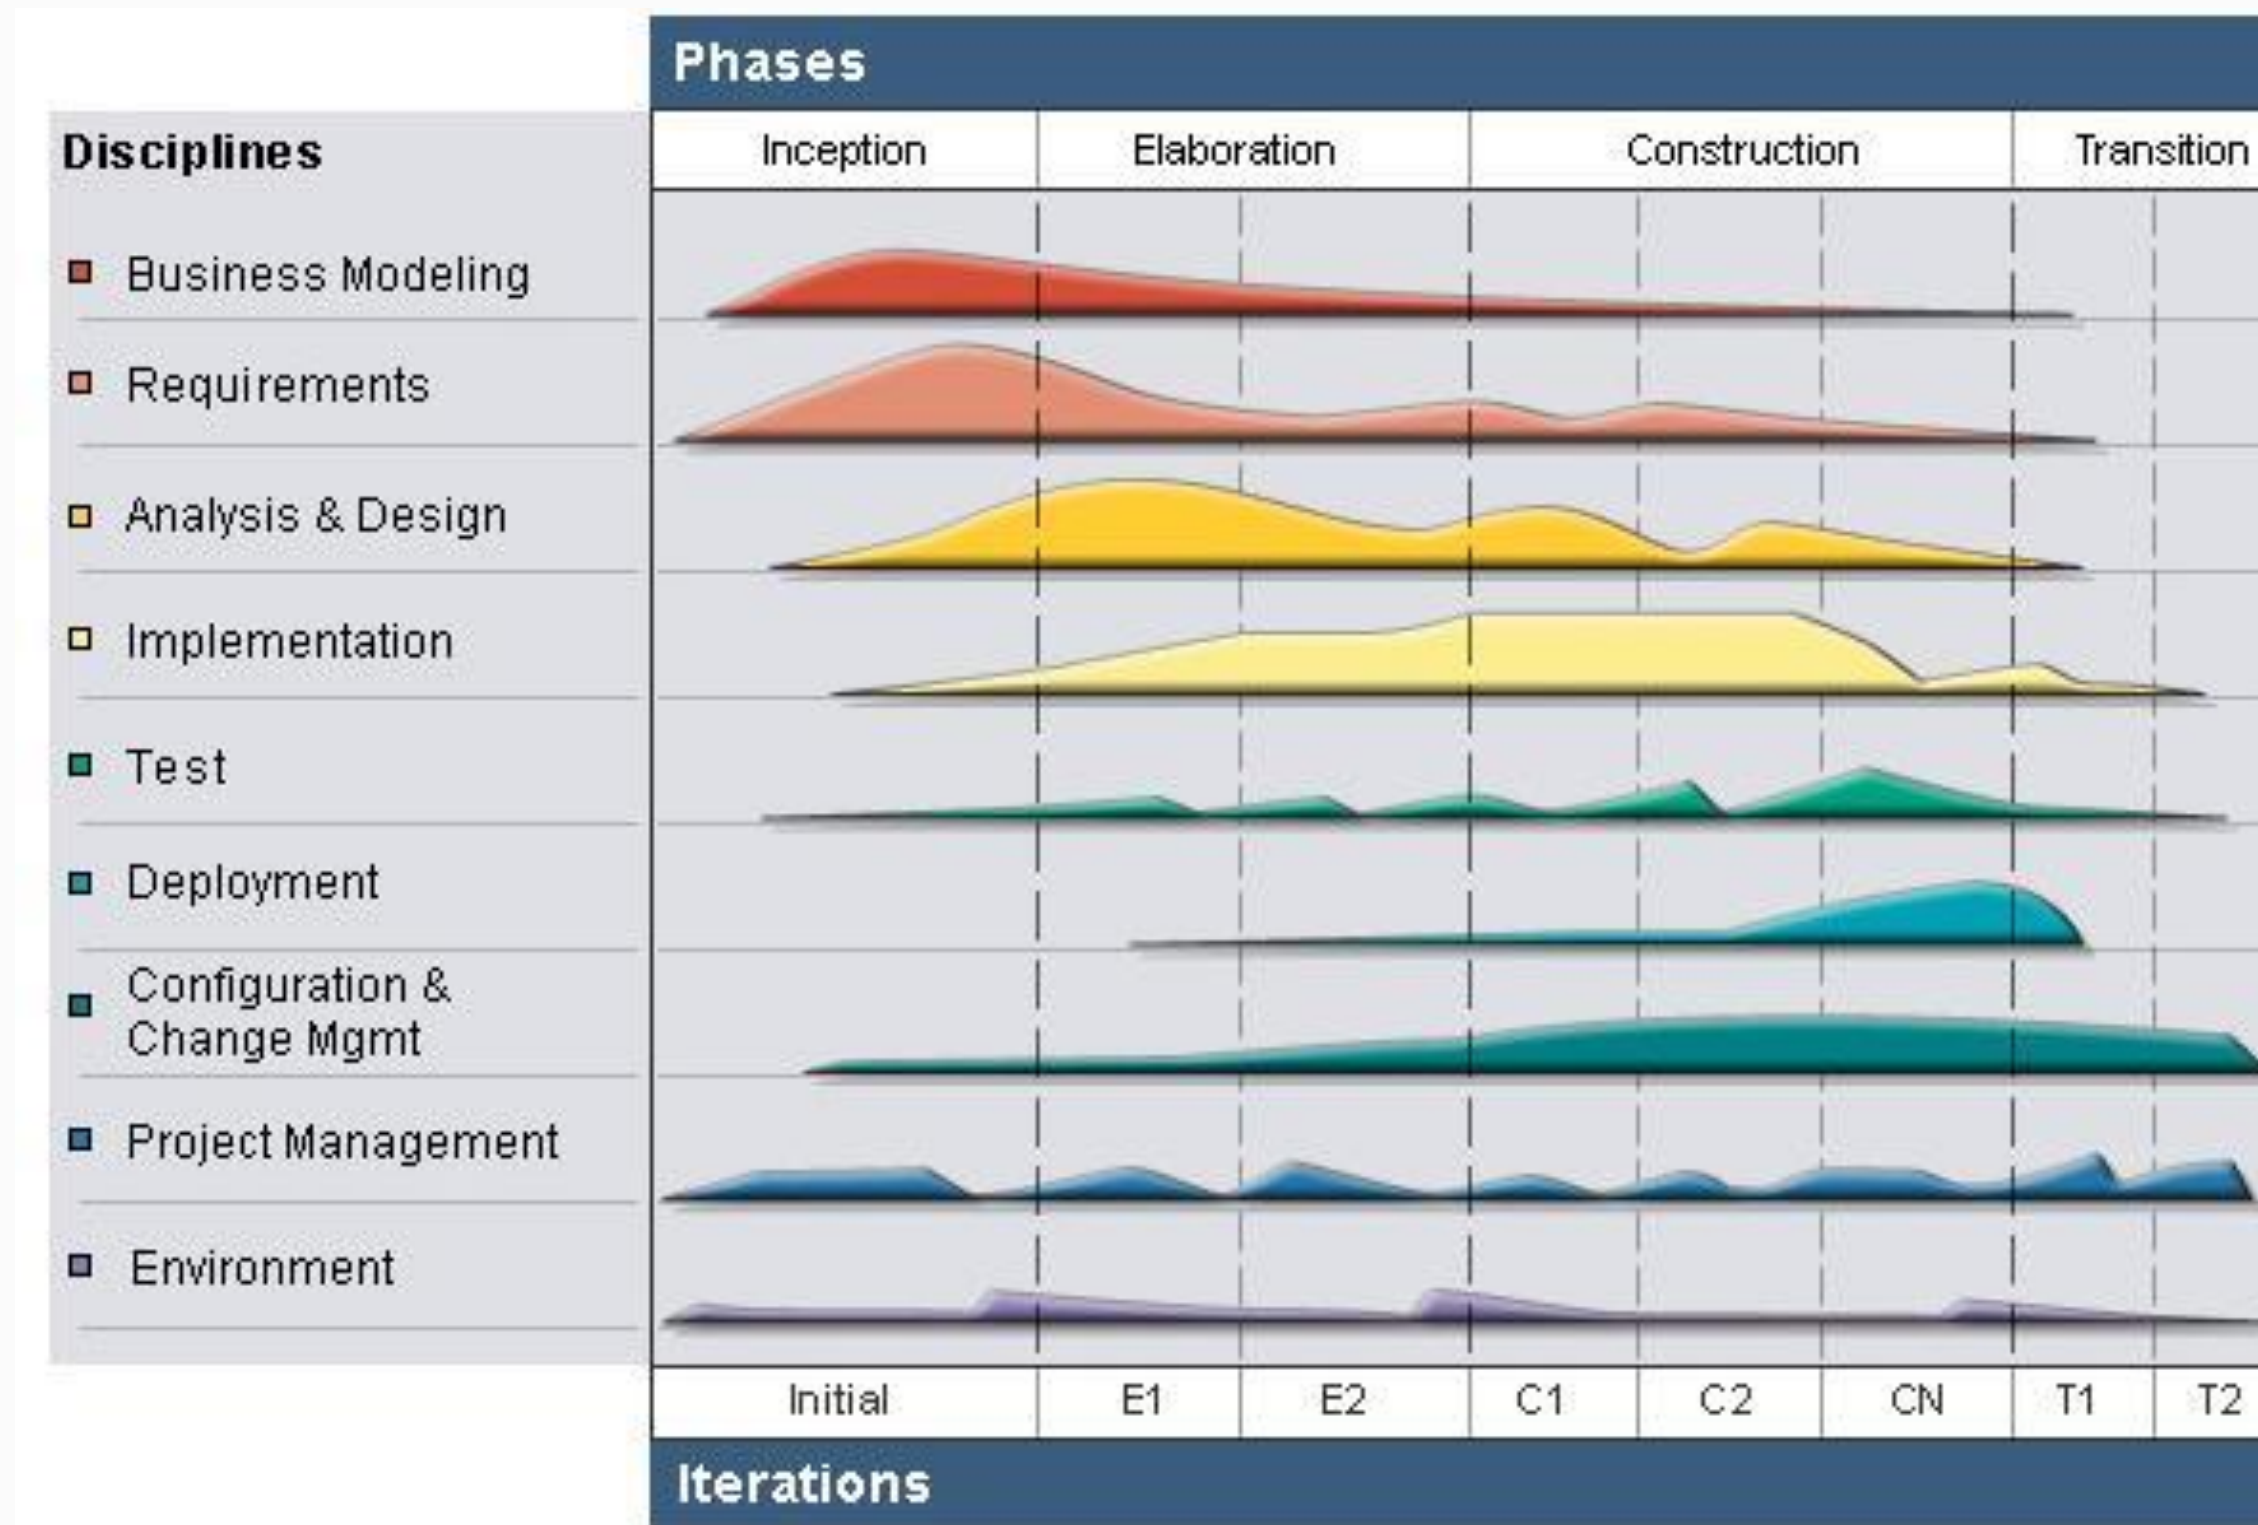 Phases
Disciplines
Inception
Elaboration
Construction
Transition
Business Modeling
Requirements
Analysis & Design
Implementation
Test
Deployment
Configuration &
Change Mgmt
Project Management
Environment
Initial
E1
E2
C1
C2
CN
T1
T2
Iterations